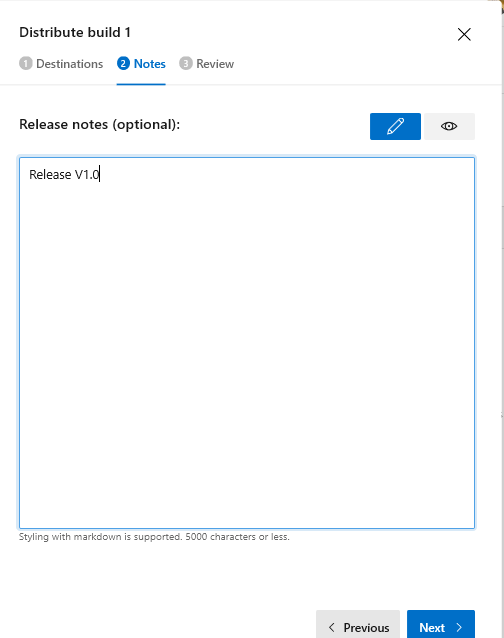 Distribute build 1
1 Destinations 2 Notes 3 Review
Release notes (optional):
Release V1.0
Styling with markdown is supported. 5000 characters or less.
Previous Next